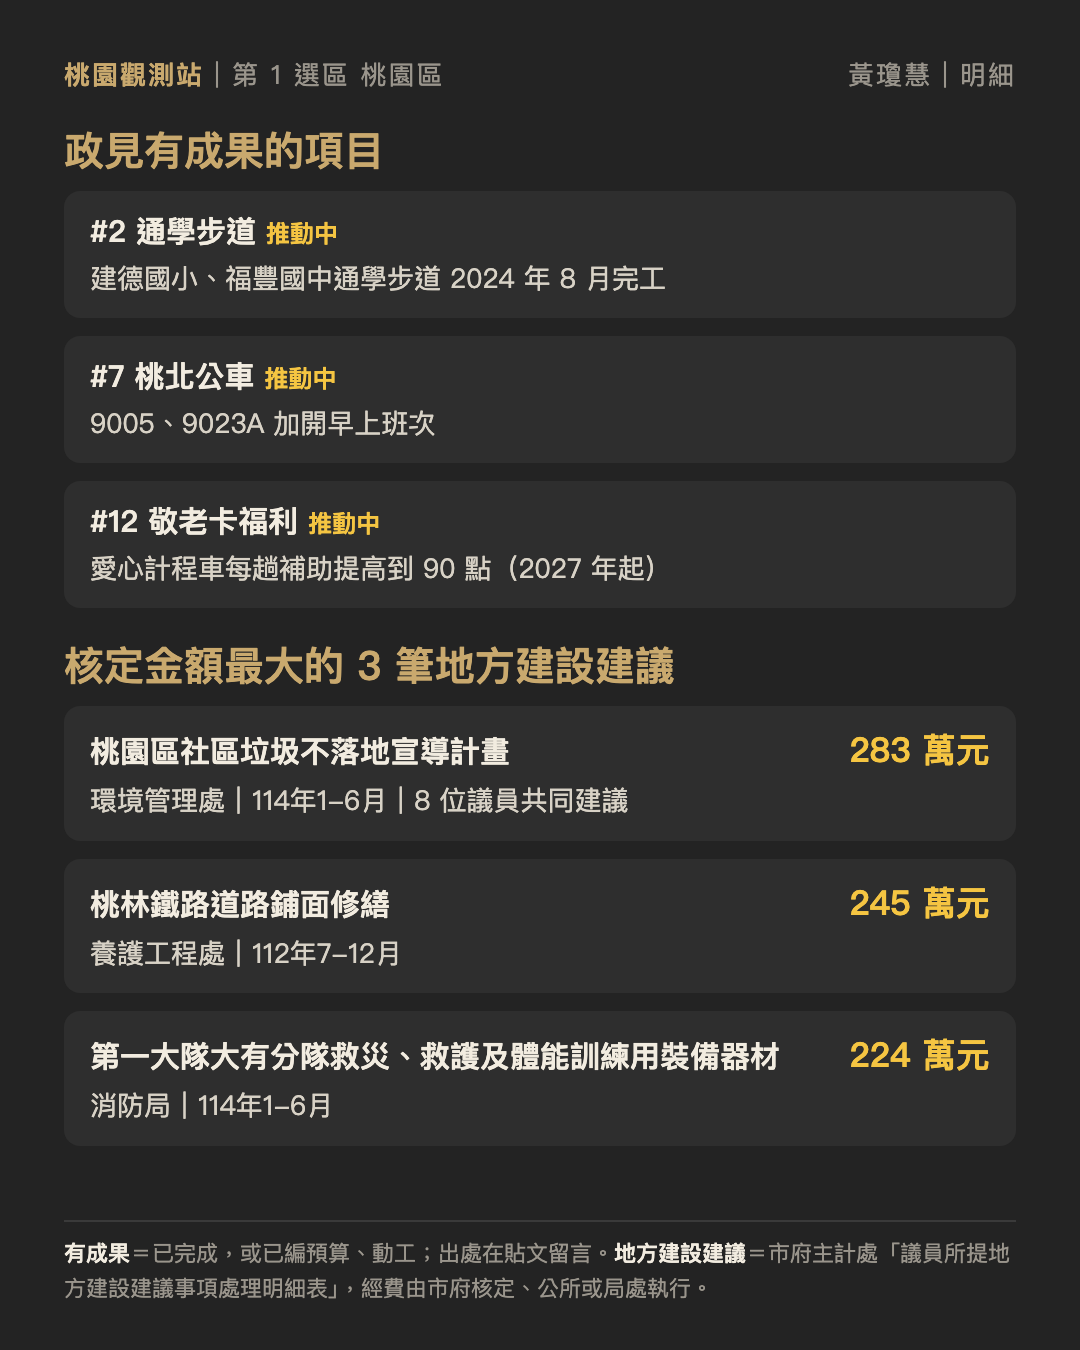 桃園觀測站｜第 1 選區 桃園區
黃瓊慧｜明細
政見有成果的項目
#2 通學步道 推動中
建德國小、福豐國中通學步道 2024 年 8 月完工
#7 桃北公車 推動中
9005、9023A 加開早上班次
#12 敬老卡福利 推動中
愛心計程車每趟補助提高到 90 點（2027 年起）
核定金額最大的 3 筆地方建設建議
桃園區社區垃圾不落地宣導計畫 283 萬元
環境管理處｜114年1–6月｜8 位議員共同建議
桃林鐵路道路鋪面修繕 245 萬元
養護工程處｜112年7–12月
第一大隊大有分隊救災、救護及體能訓練用裝備器材 224 萬元
消防局｜114年1–6月
有成果＝已完成，或已編預算、動工；出處在貼文留言。地方建設建議＝市府主計處「議員所提地
方建設建議事項處理明細表」，經費由市府核定、公所或局處執行。